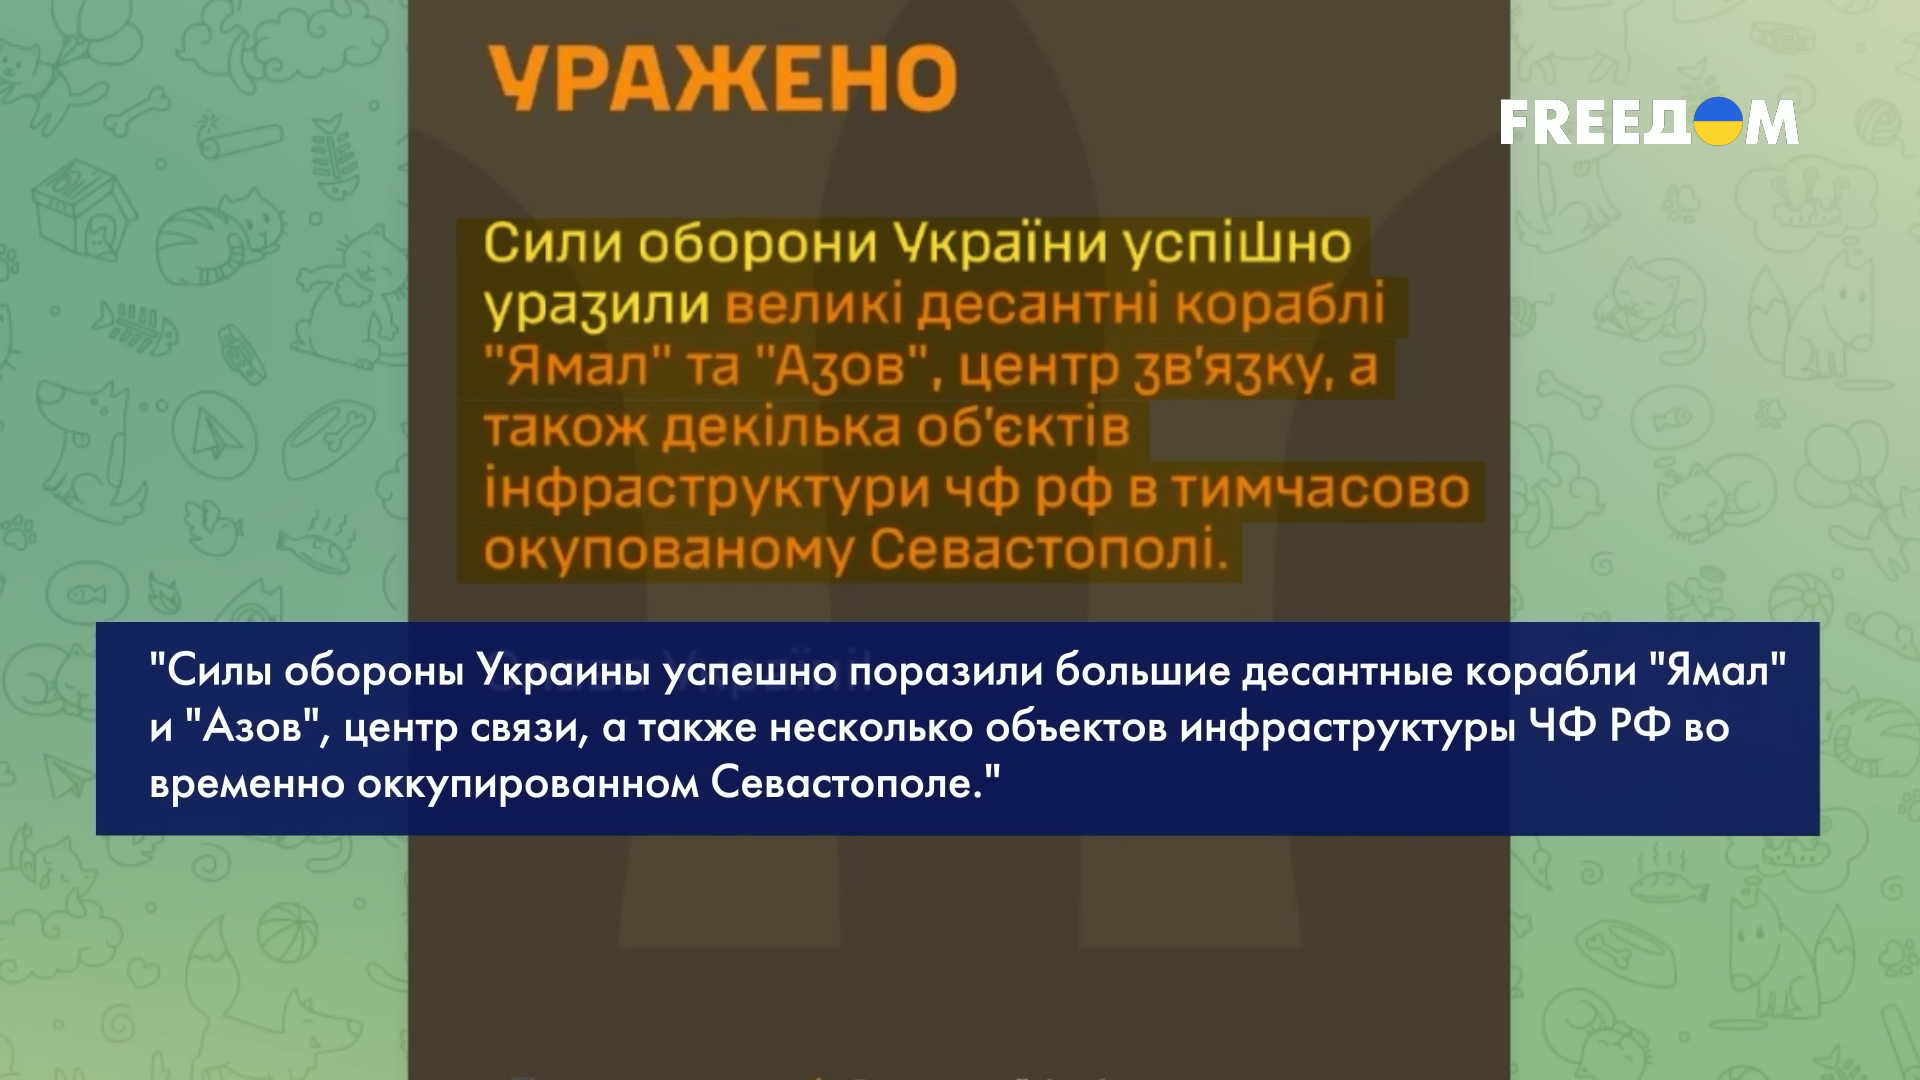 УРАЖЕНО
FREEДOM
Сили оборони України успішно
уразили великі десантні кораблі
"Ямал" та "Азов", центр зв'язку, а
також декілька об'єктів
інфраструктури чф рф в тимчасово
окупованому Севастополі.
"Силы обороны Украины успешно поразили большие десантные корабли "Ямал"
и "Азов", центр связи, а также несколько объектов инфраструктуры ЧФ РФ во
временно оккупированном Севастополе."